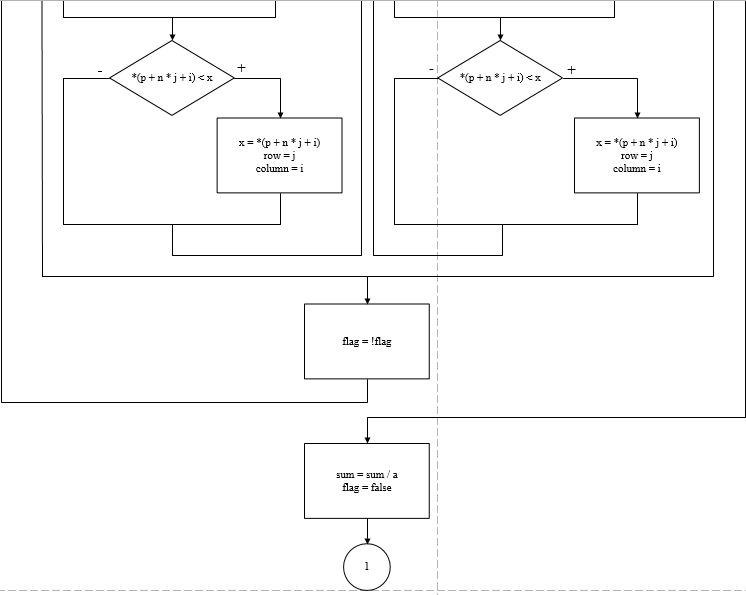 -
*(p + n * j + i) < x
+
x = *(p + n * j + i)
row = j
column = i
-
*(p + n * j + i) < x
+
x = *(p + n * j + i)
row = j
column = i
flag = !flag
sum = sum / a
flag = false
1